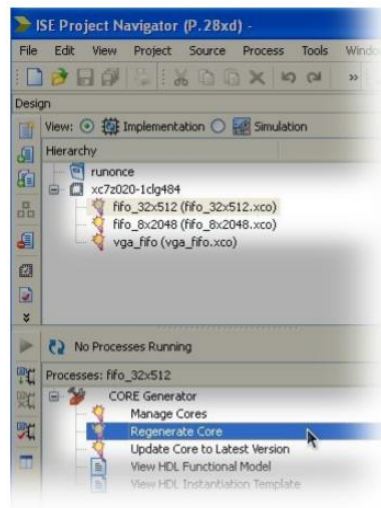 ISE Project Navigator (P.28xd) -
File Edit View Project Source Process Tools Window
»
Design
View: Implementation Simulation
Hierarchy
runonce
xc7z020-1clg484
fifo_32x512 (fifo_32x512.xco)
fifo_8x2048 (fifo_8x2048.xco)
vga_fifo (vga_fifo.xco)
No Processes Running
Processes: fifo_32x512
CORE Generator
Manage Cores
Regenerate Core
Update Core to Latest Version
View HDL Functional Model
View HDL Instantiation Template